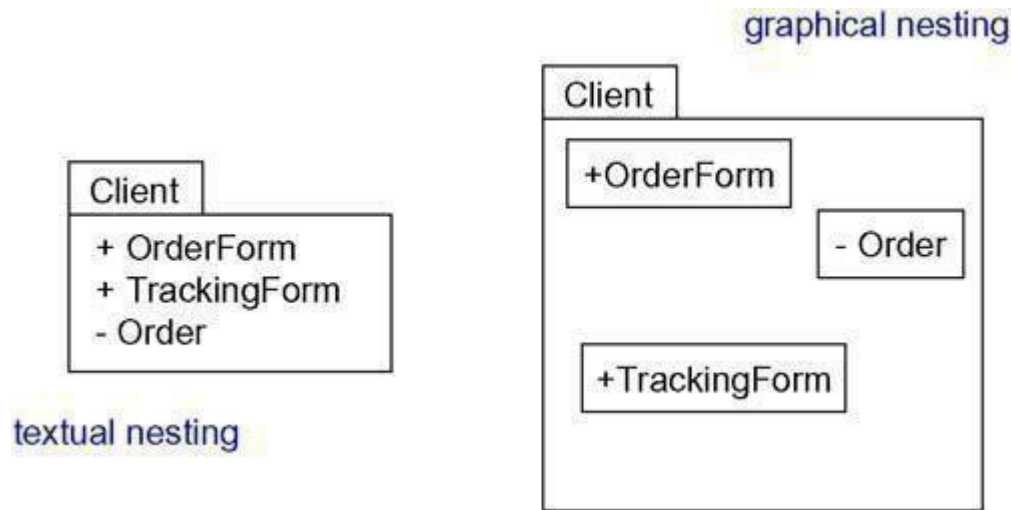 graphical nesting
Client
+OrderForm
- Order
+TrackingForm
Client
+ OrderForm
+ TrackingForm
- Order
textual nesting